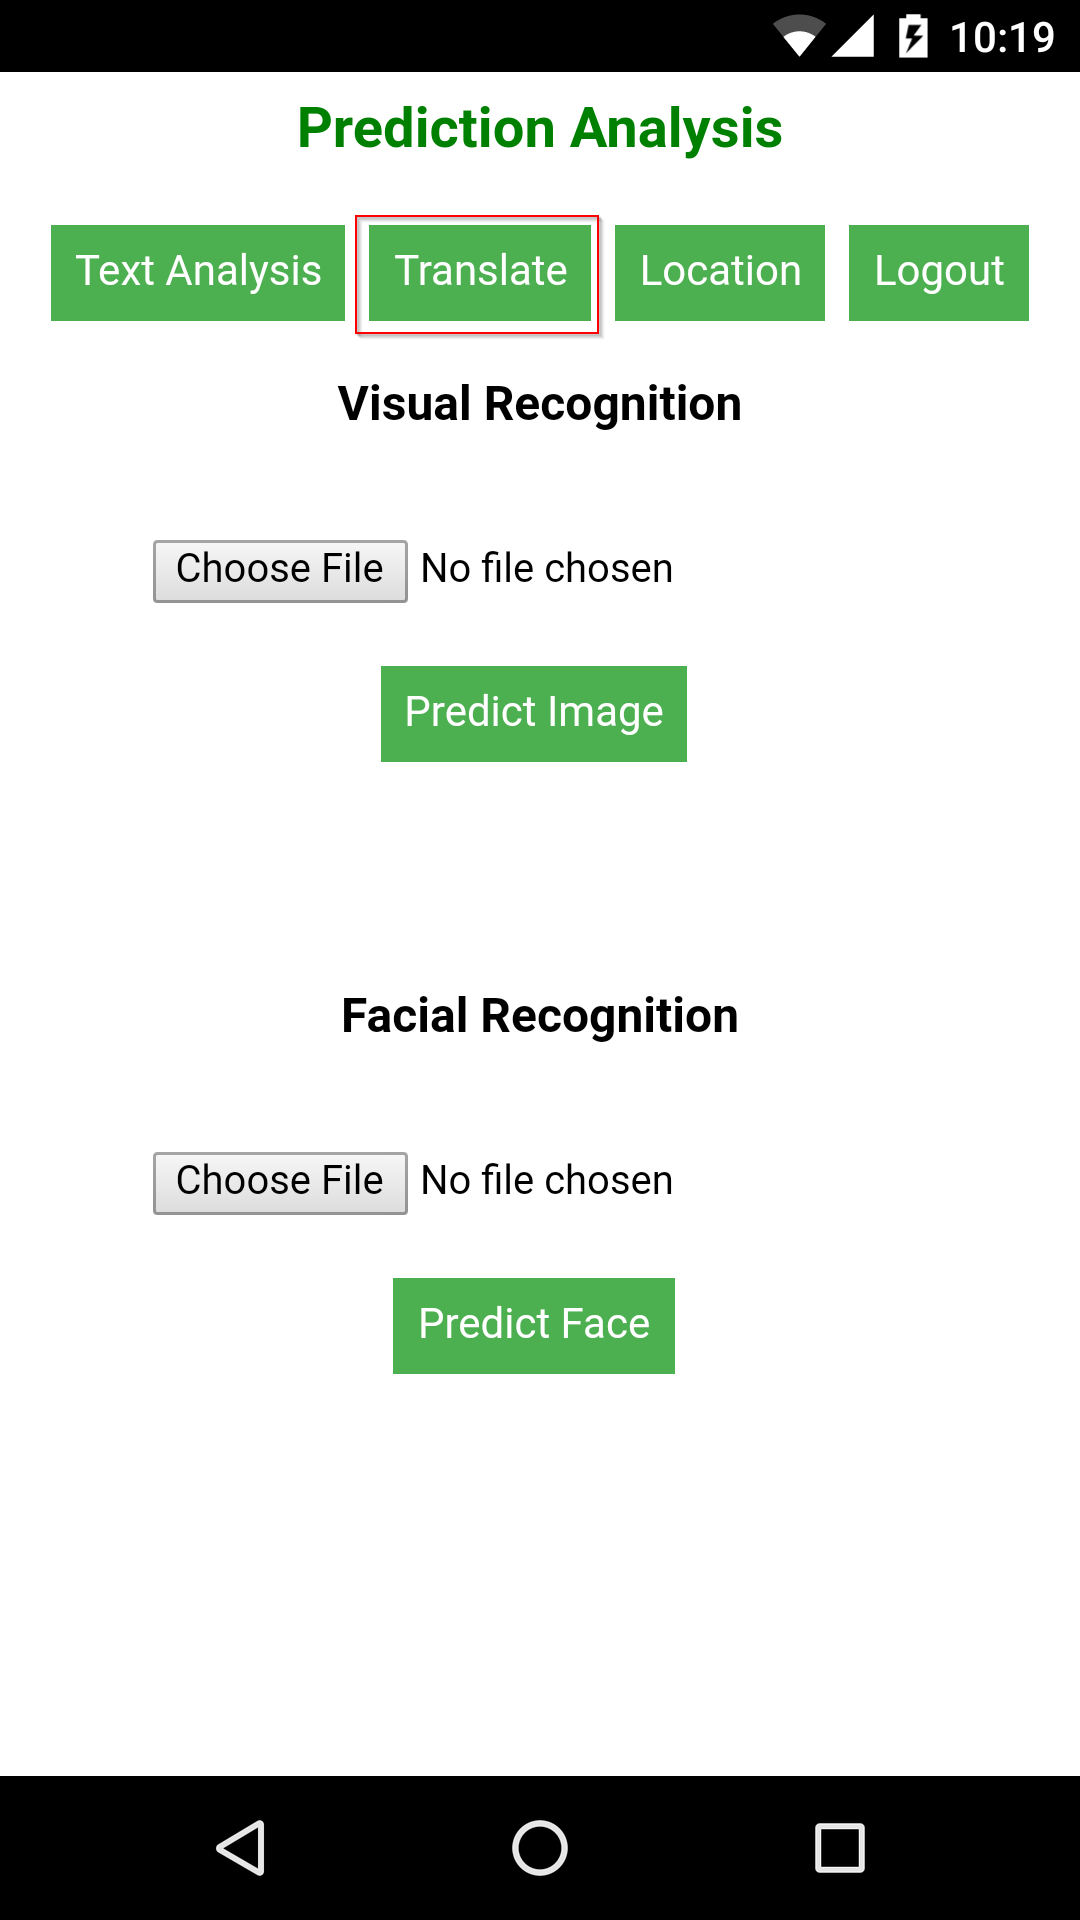 10:19
Prediction Analysis
Text Analysis Translate Location Logout
Visual Recognition
Choose File No file chosen
Predict Image
Facial Recognition
Choose File No file chosen
Predict Face